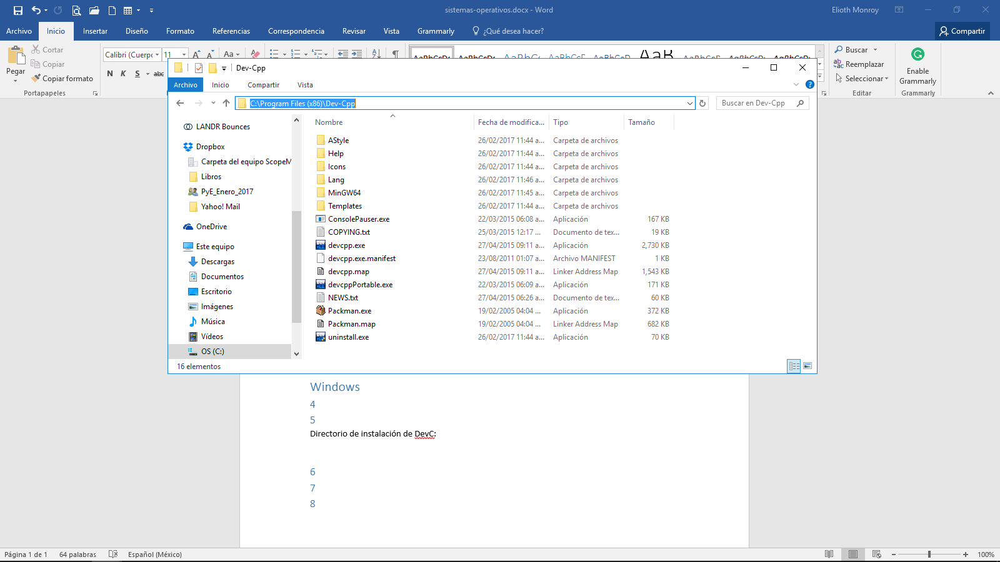 sistemas-operativos.docx - Word
Elioth Monroy
Archivo Inicio Insertar Diseño Formato Referencias Correspondencia Revisar Vista Grammarly ¿Qué desea hacer? Compartir
Pegar
Cortar
Copiar
Copiar formato
Portapapeles
Calibri (Cuerpo 11
N K S abc
Buscar
Reemplazar
Seleccionar
Editar
Enable
Grammarly
Grammarly
Dev-Cpp
Archivo Inicio Compartir Vista
C:\Program Files (x86)\Dev-Cpp
Buscar en Dev-Cpp
LANDR Bounces
Dropbox
Carpeta del equipo ScopeM
Libros
PyE_Enero_2017
Yahoo! Mail
OneDrive
Este equipo
Descargas
Documentos
Escritorio
Imágenes
Música
Vídeos
OS (C:)
Nombre Fecha de modifica... Tipo Tamaño
AStyle 26/02/2017 11:44 a... Carpeta de archivos
Help 26/02/2017 11:44 a... Carpeta de archivos
Icons 26/02/2017 11:44 a... Carpeta de archivos
Lang 26/02/2017 11:46 a... Carpeta de archivos
MinGW64 26/02/2017 11:45 a... Carpeta de archivos
Templates 26/02/2017 11:44 a... Carpeta de archivos
ConsolePauser.exe 22/03/2015 06:08 a... Aplicación 167 KB
COPYING.txt 25/03/2015 12:17 ... Documento de tex... 19 KB
devcpp.exe 27/04/2015 09:11 a... Aplicación 2,730 KB
devcpp.exe.manifest 23/08/2011 01:07 a... Archivo MANIFEST 1 KB
devcpp.map 27/04/2015 09:11 a... Linker Address Map 1,543 KB
devcppPortable.exe 22/03/2015 06:09 a... Aplicación 171 KB
NEWS.txt 27/04/2015 06:26 a... Documento de tex... 60 KB
Packman.exe 19/02/2005 04:04 ... Aplicación 372 KB
Packman.map 19/02/2005 04:04 ... Linker Address Map 682 KB
uninstall.exe 26/02/2017 11:44 a... Aplicación 70 KB
16 elementos
Windows
4
5
Directorio de instalación de DevC:
6
7
8
Página 1 de 1 64 palabras Español (México) 100%